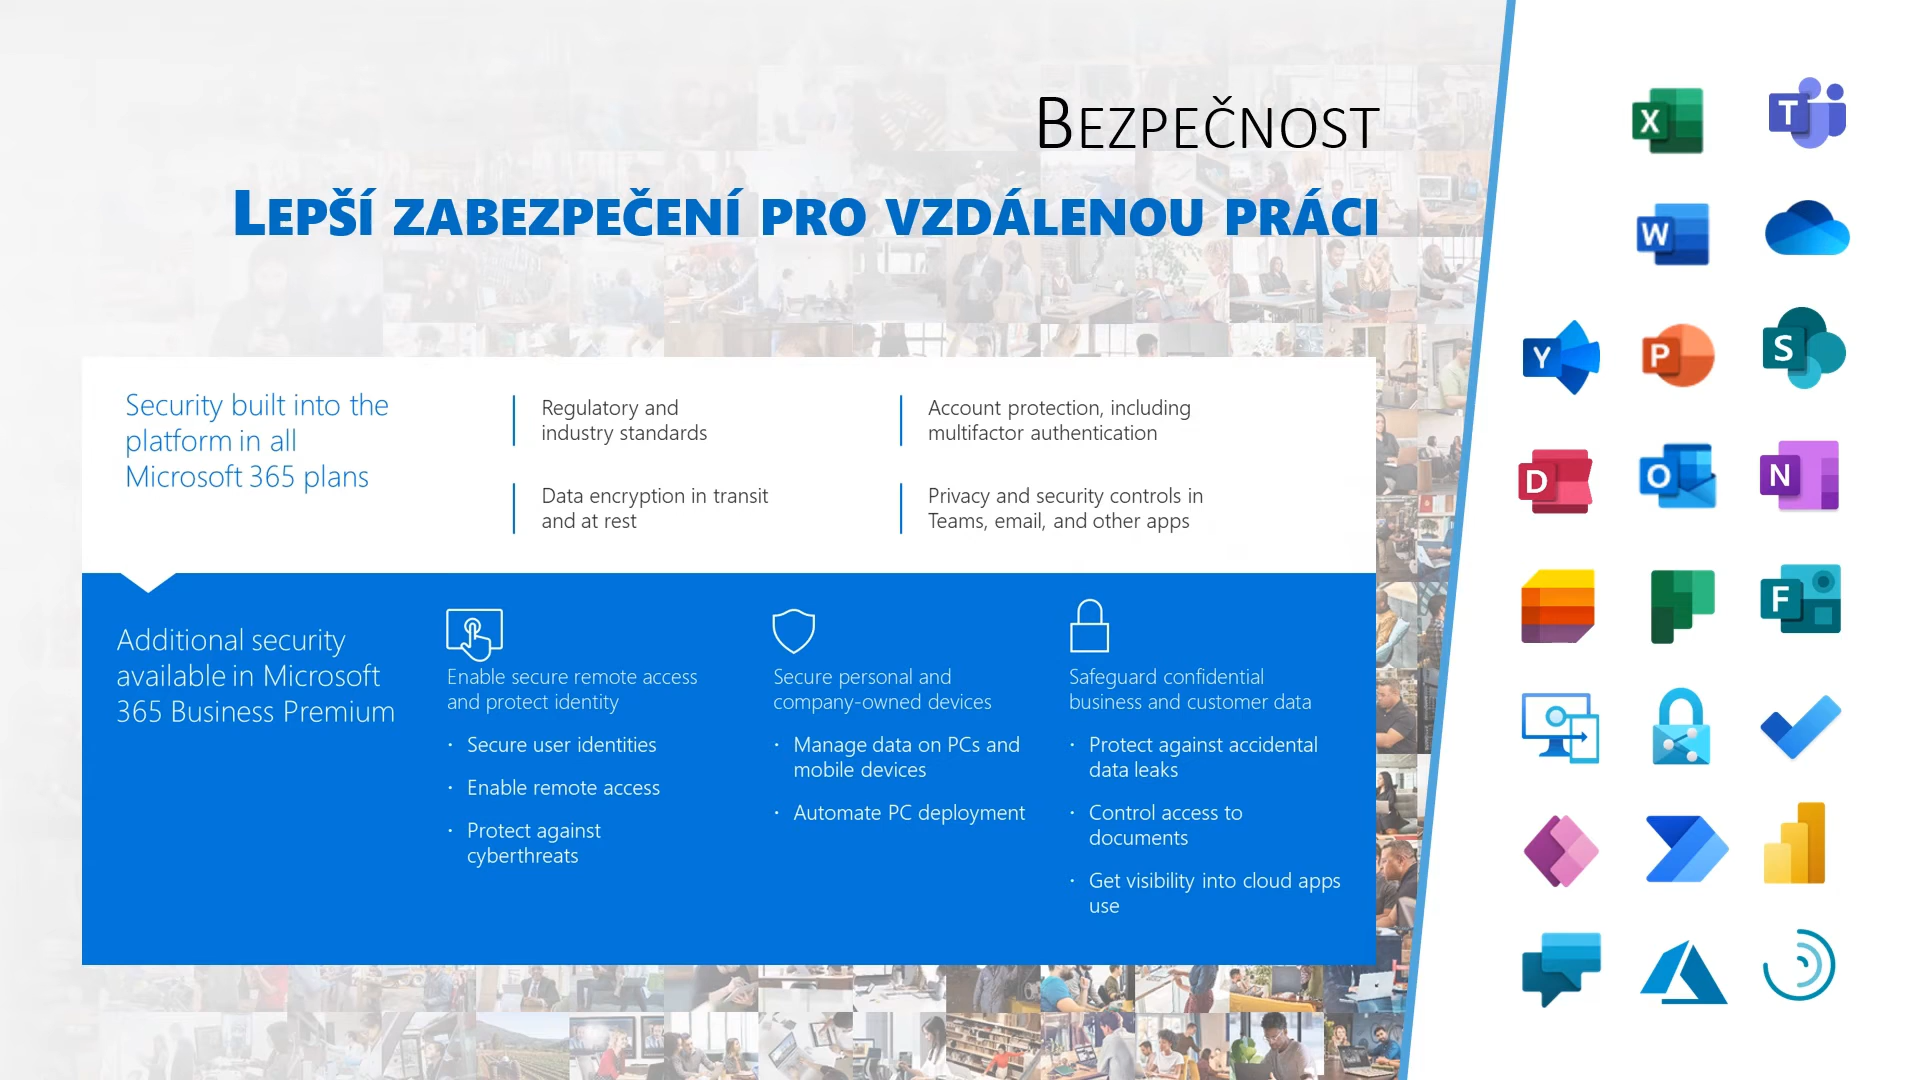 Bezpečnost
Lepší zabezpečení pro vzdálenou práci
Security built into the
platform in all
Microsoft 365 plans
Regulatory and
industry standards
Account protection, including
multifactor authentication
Data encryption in transit
and at rest
Privacy and security controls in
Teams, email, and other apps
Additional security
available in Microsoft
365 Business Premium
Enable secure remote access
and protect identity
· Secure user identities
· Enable remote access
· Protect against
cyberthreats
Secure personal and
company-owned devices
· Manage data on PCs and
mobile devices
· Automate PC deployment
Safeguard confidential
business and customer data
· Protect against accidental
data leaks
· Control access to
documents
· Get visibility into cloud apps
use
X
T
W
Y
P
S
D
O
N
F